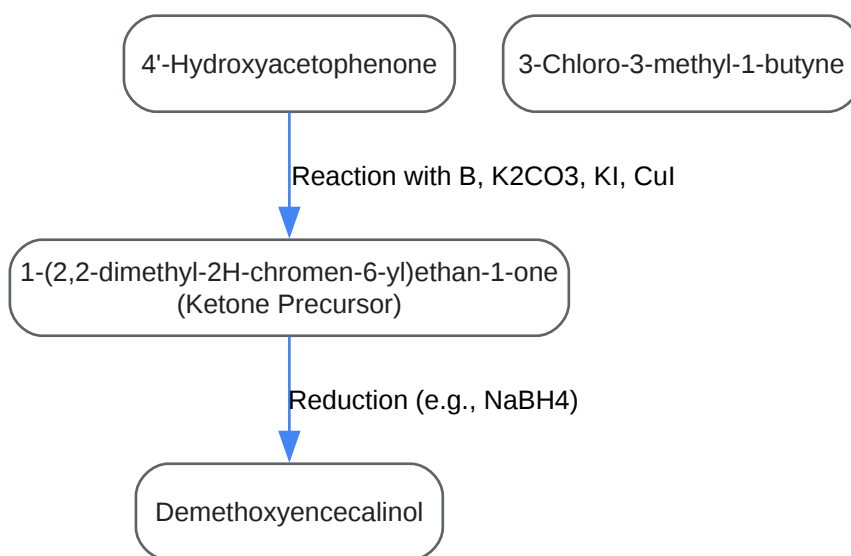 4'-Hydroxyacetophenone
3-Chloro-3-methyl-1-butyne
Reaction with B, K2CO3, KI, CuI
1-(2,2-dimethyl-2H-chromen-6-yl)ethan-1-one
(Ketone Precursor)
Reduction (e.g., NaBH4)
Demethoxyencecalinol